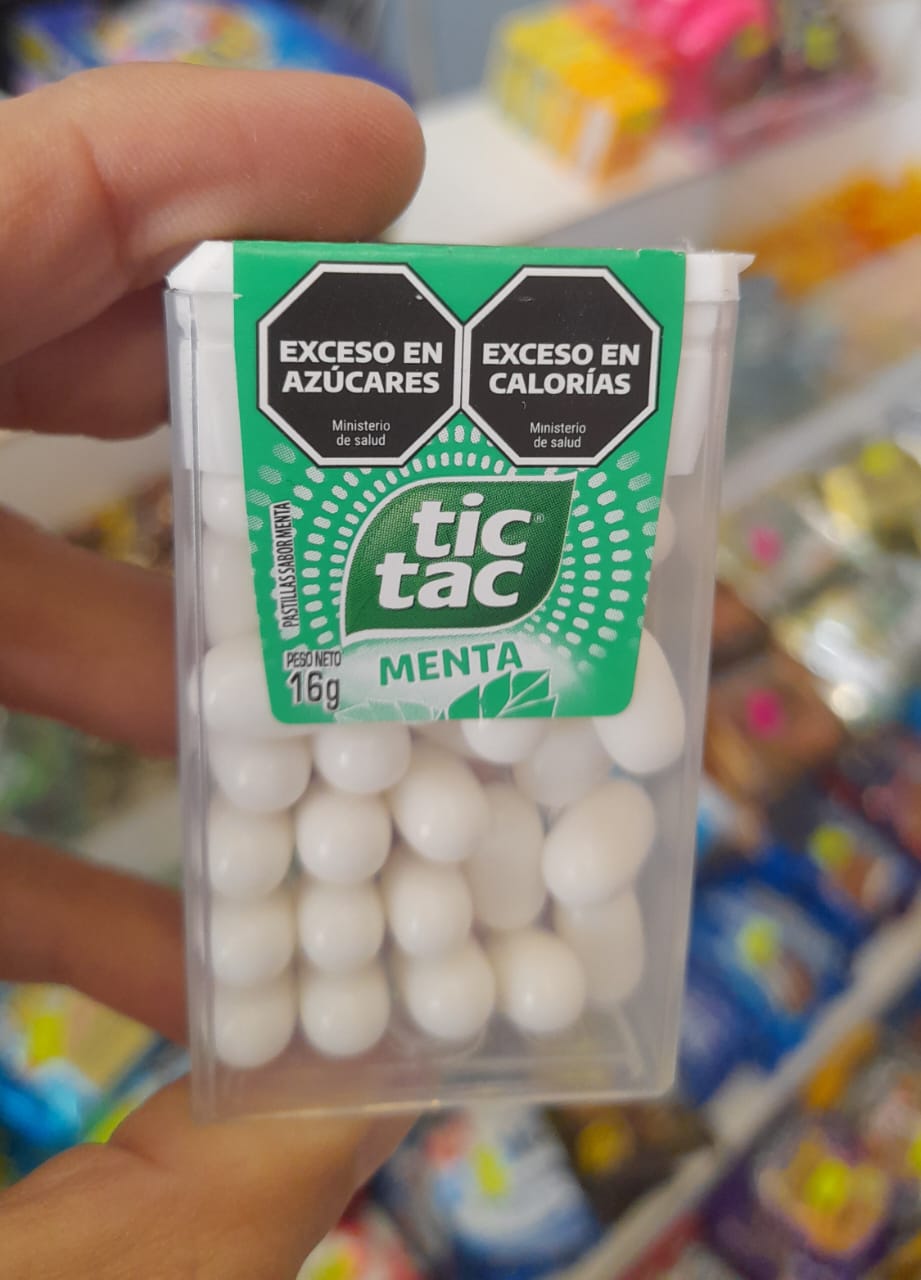 EXCESO EN
AZÚCARES
Ministerio
de salud
EXCESO EN
CALORÍAS
Ministerio
de salud
tic®
tac
MENTA
PASTILLAS SABOR MENTA
PESO NETO
16g